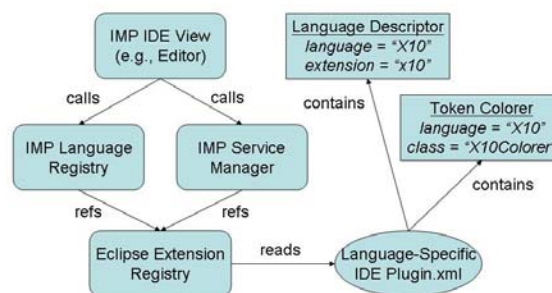 IMP IDE View
(e.g., Editor)
Language Descriptor
language = “X10”
extension = “x10”
calls
calls
contains
Token Colorer
language = “X10”
class = “X10Colorer”
IMP Language
Registry
IMP Service
Manager
contains
refs
refs
Eclipse Extension
Registry
reads
Language-Specific
IDE Plugin.xml